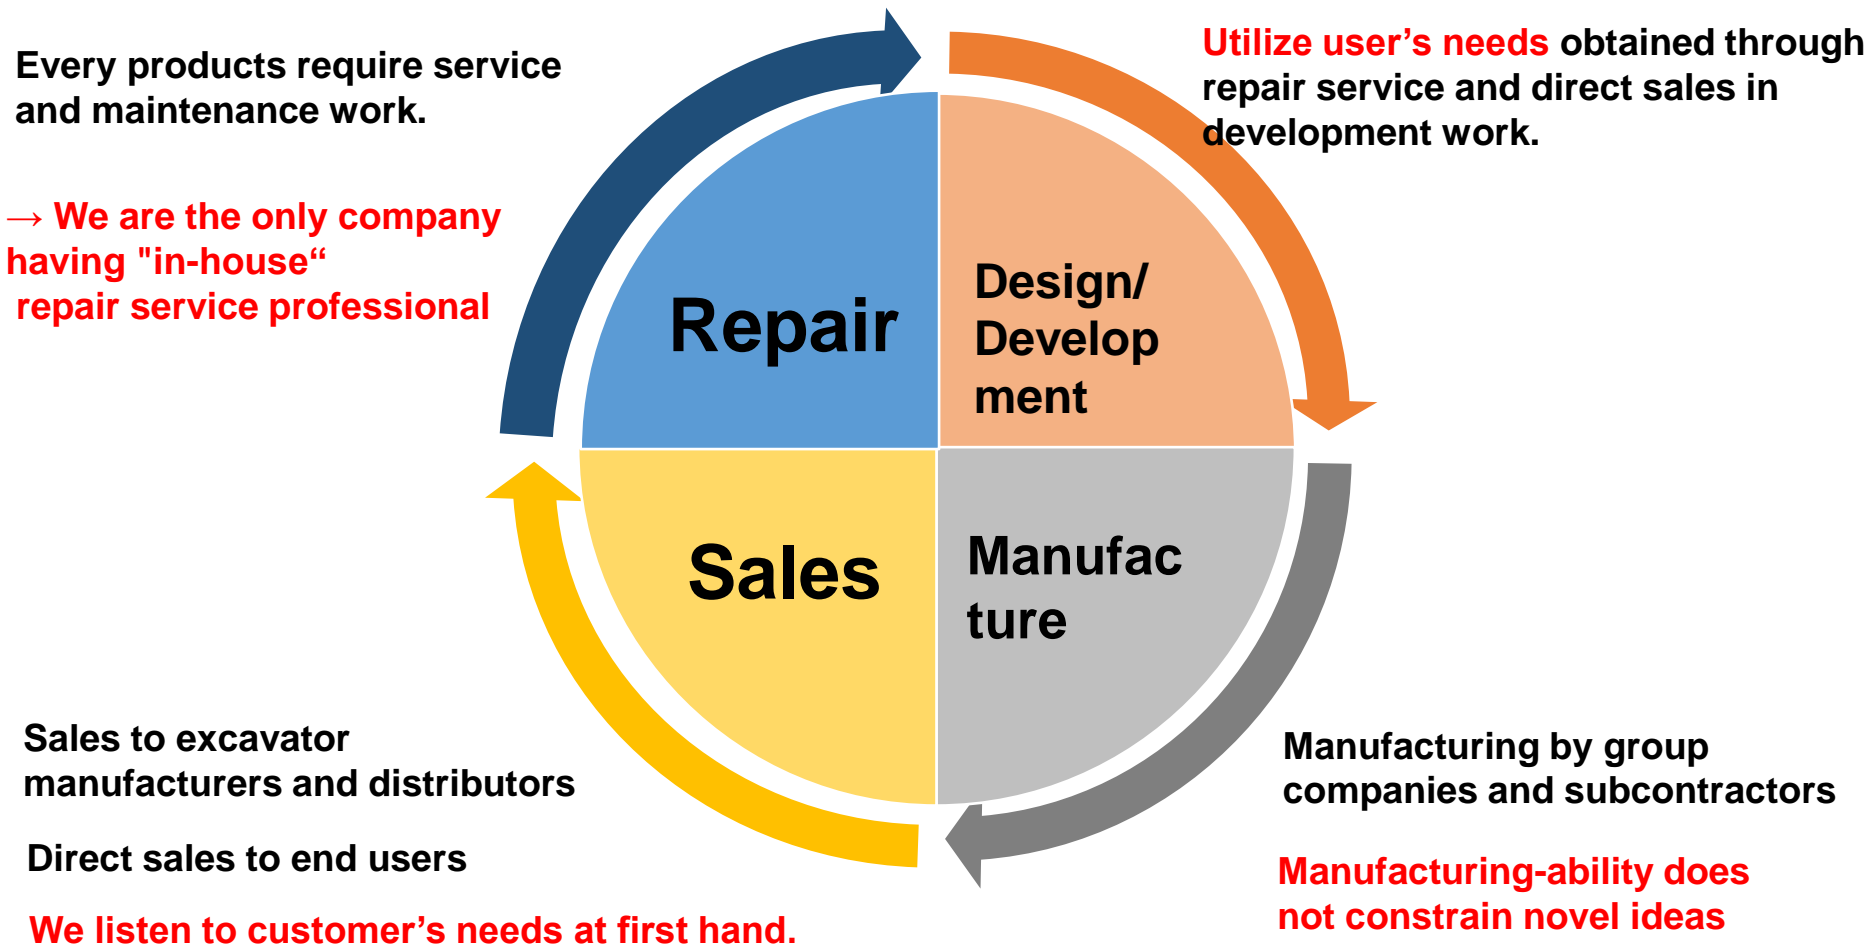 Every products require service
and maintenance work.
→ We are the only company
having "in-house“
repair service professional
Utilize user’s needs obtained through
repair service and direct sales in
development work.
Repair
Design/
Develop
ment
Sales
Manufac
ture
Sales to excavator
manufacturers and distributors
Direct sales to end users
We listen to customer’s needs at first hand.
Manufacturing by group
companies and subcontractors
Manufacturing-ability does
not constrain novel ideas